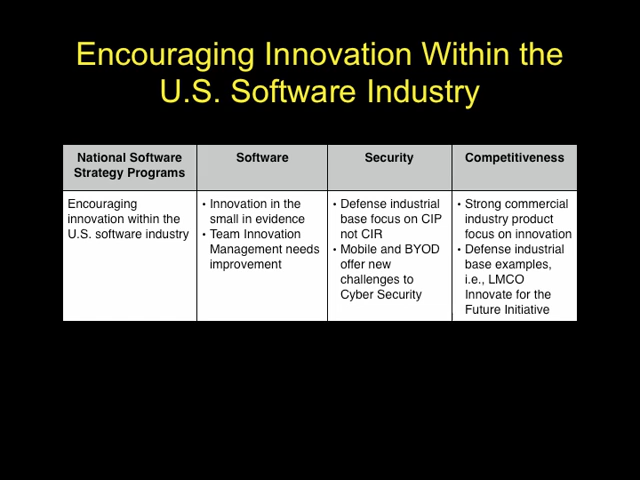 Encouraging Innovation Within the
U.S. Software Industry
National Software
Strategy Programs
Software
Security
Competitiveness
Encouraging
innovation within the
U.S. software industry
• Innovation in the
small in evidence
• Team Innovation
Management needs
improvement
• Defense industrial
base focus on CIP
not CIR
• Mobile and BYOD
offer new
challenges to
Cyber Security
• Strong commercial
industry product
focus on innovation
• Defense industrial
base examples,
i.e., LMCO
Innovate for the
Future Initiative